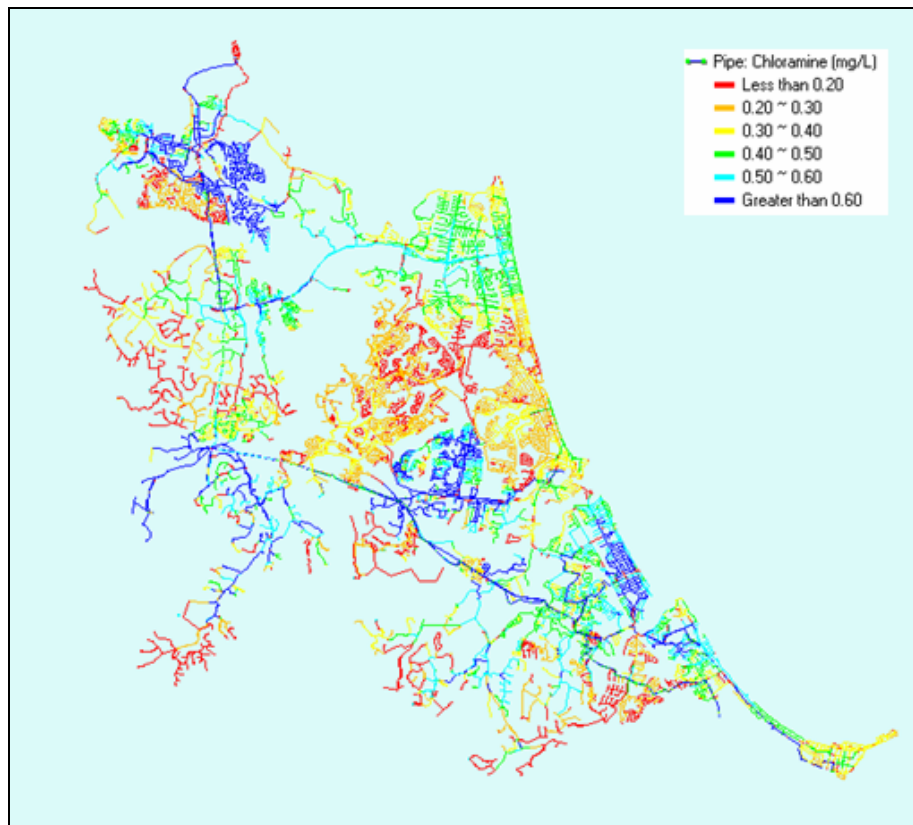 Pipe: Chloramine (mg/L)
Less than 0.20
0.20 ~ 0.30
0.30 ~ 0.40
0.40 ~ 0.50
0.50 ~ 0.60
Greater than 0.60